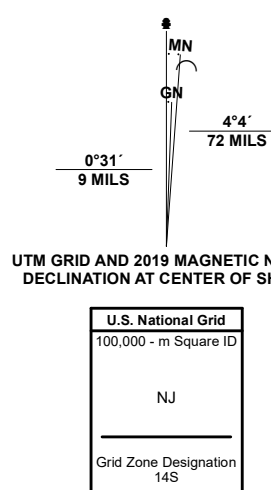 MN
GN
4°4´
72 MILS
0°31´
9 MILS
UTM GRID AND 2019 MAGNETIC N
DECLINATION AT CENTER OF SH
U.S. National Grid
100,000 - m Square ID
NJ
Grid Zone Designation
14S